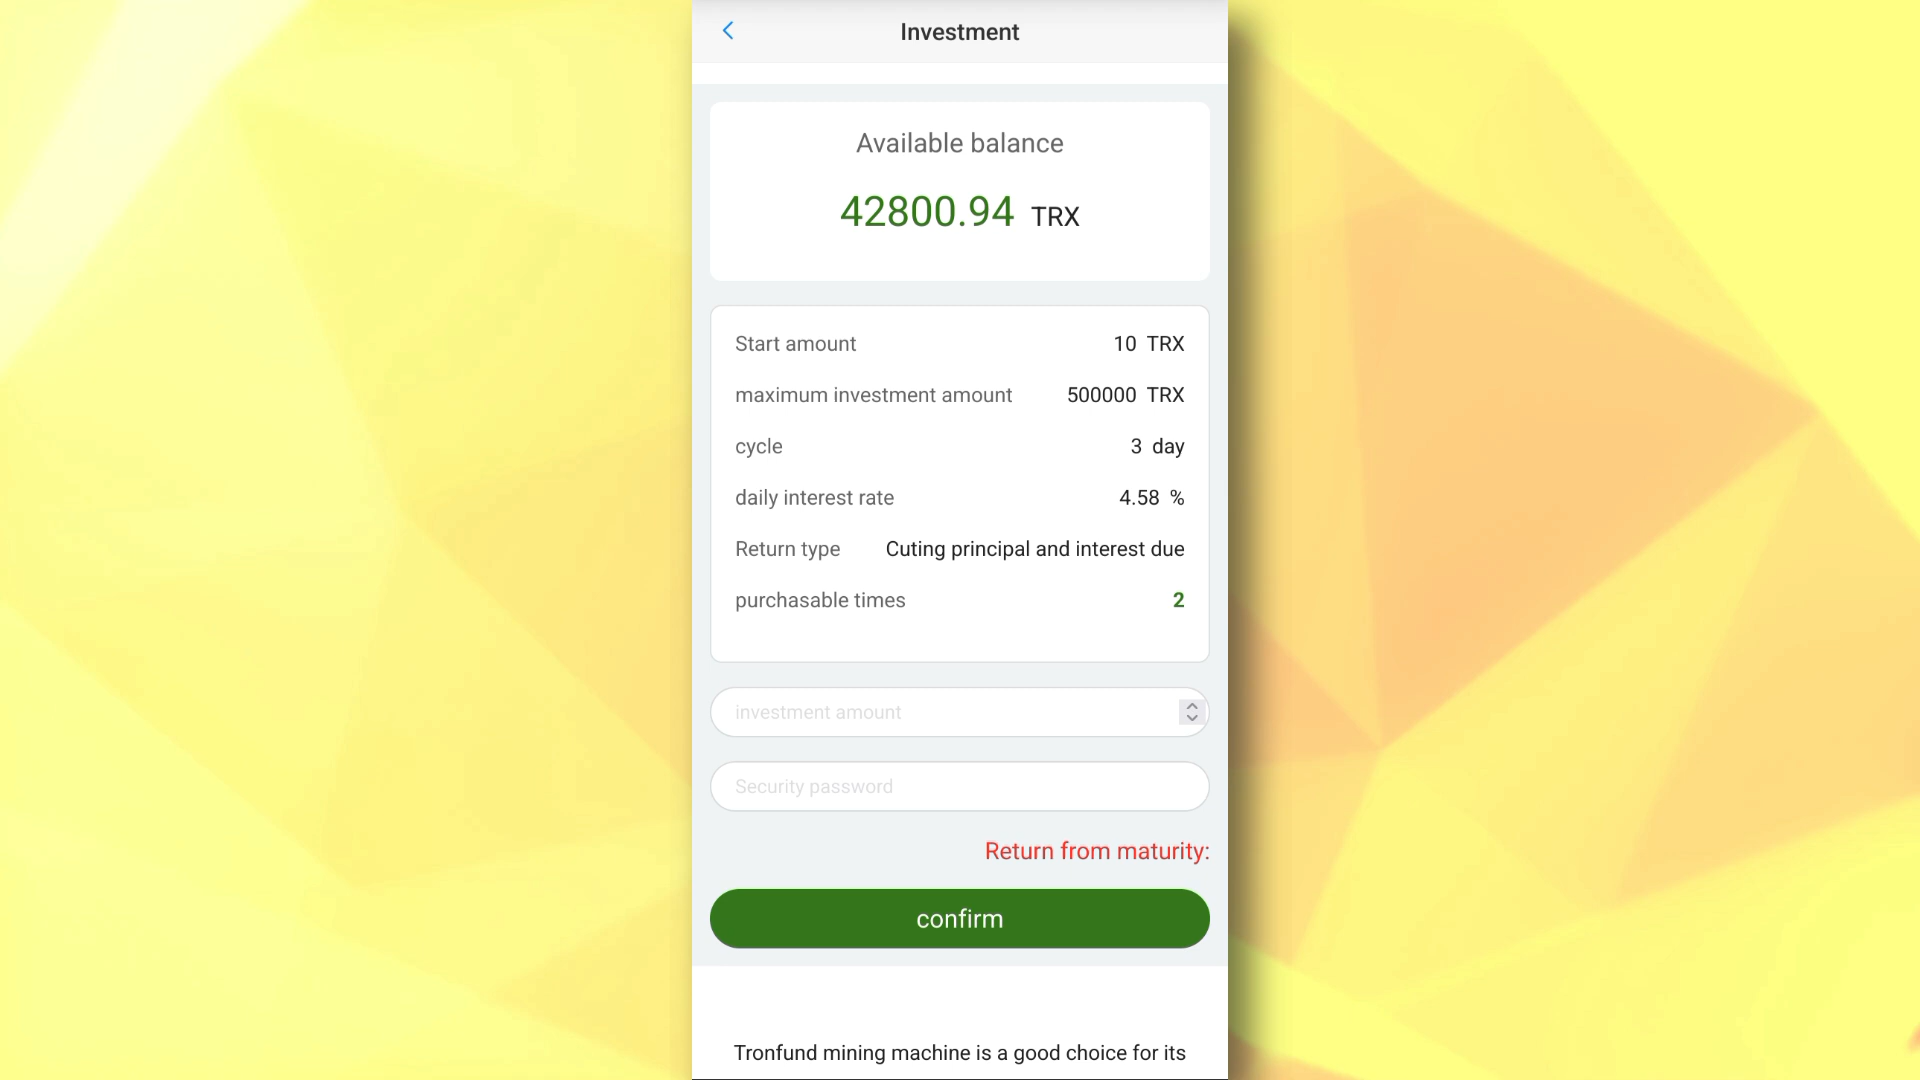 Investment
Available balance
42800.94 TRX
Start amount 10 TRX
maximum investment amount 500000 TRX
cycle 3 day
daily interest rate 4.58 %
Return type Cuting principal and interest due
purchasable times 2
investment amount
Security password
Return from maturity:
confirm
Tronfund mining machine is a good choice for its